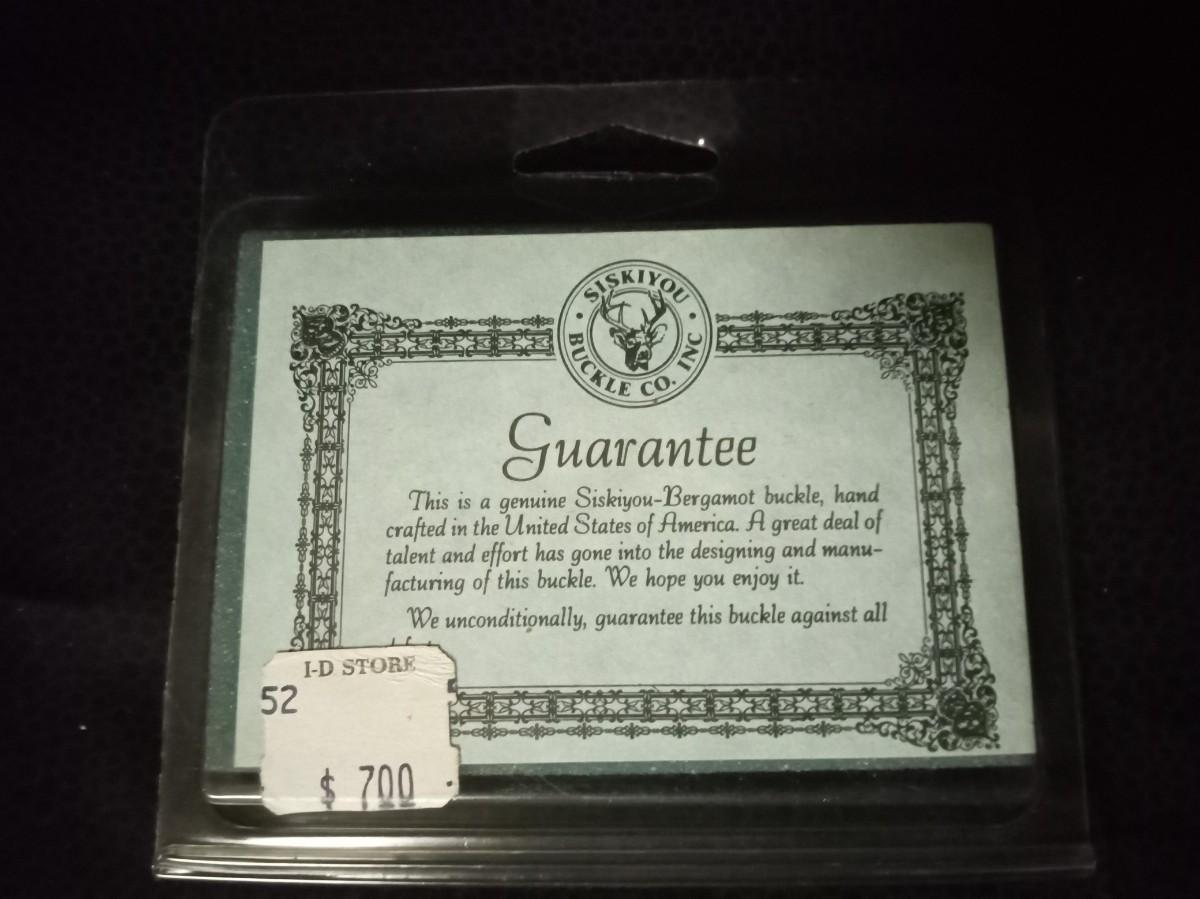 SISKIYOU
BUCKLE CO. INC
Guarantee
This is a genuine Siskiyou-Bergamot buckle, hand
crafted in the United States of America. A great deal of
talent and effort has gone into the designing and manu-
facturing of this buckle. We hope you enjoy it.
We unconditionally, guarantee this buckle against all
I-D STORE
52
$ 700